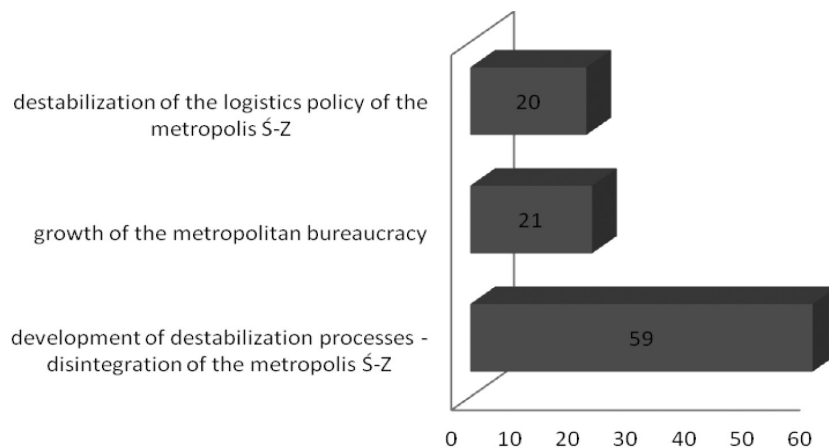 destabilization of the logistics policy of the
metropolis Ś-Z
20
growth of the metropolitan bureaucracy
21
development of destabilization processes -
disintegration of the metropolis Ś-Z
59
0 10 20 30 40 50 60